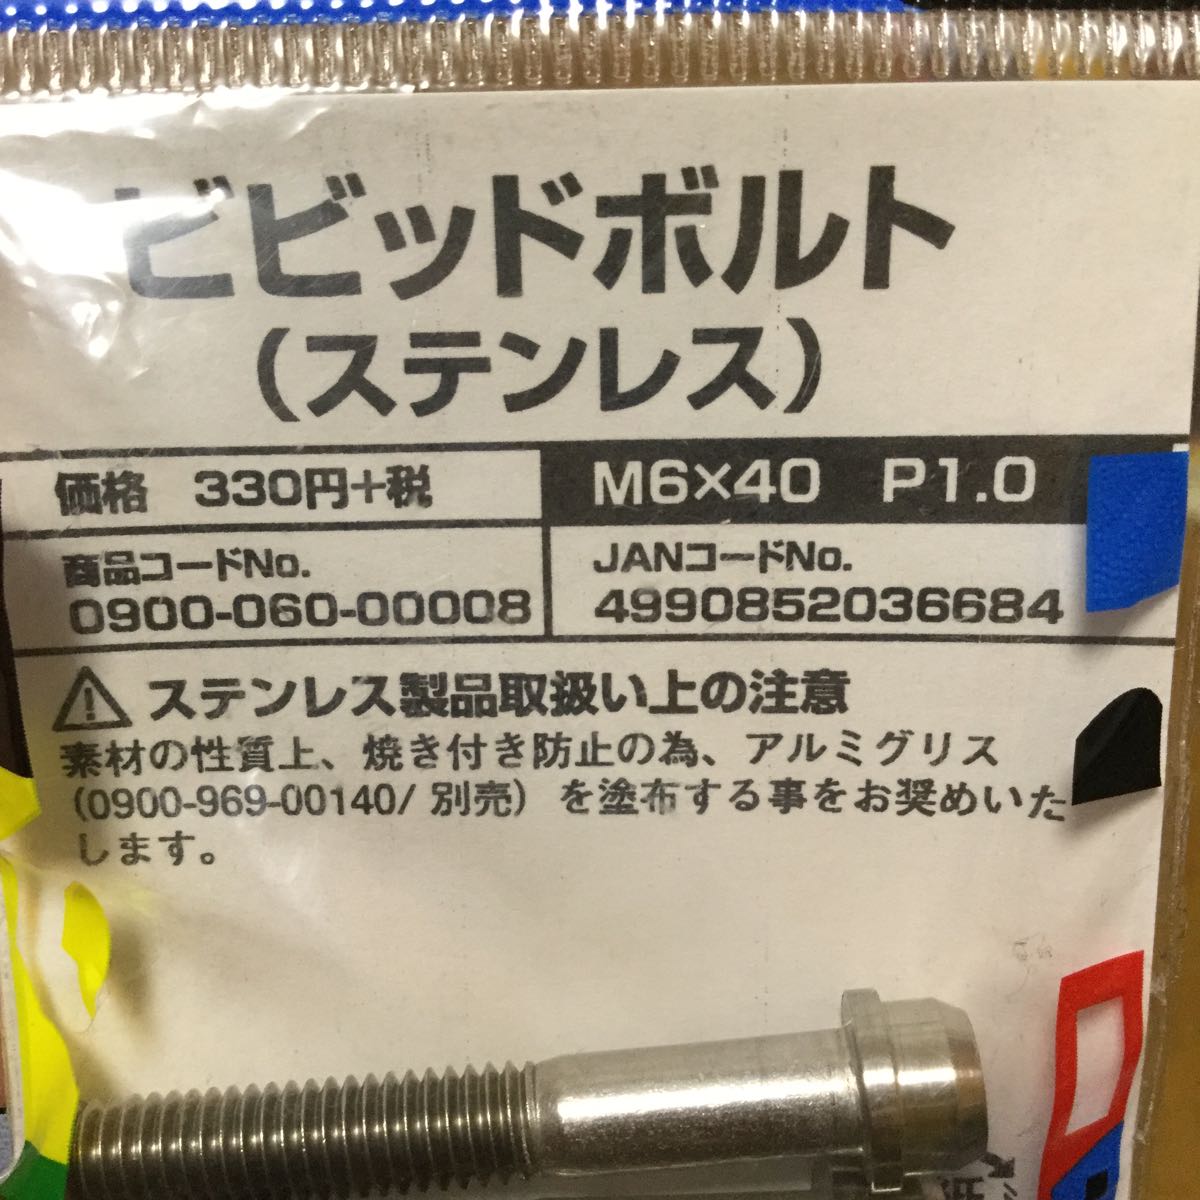 ビビッドボルト
(ステンレス)
価格 330円+税
M6×40 P1.0
商品コードNo.
0900-060-00008
JANコードNo.
4990852036684
ステンレス製品取扱い上の注意
素材の性質上、焼き付き防止の為、アルミグリス
(0900-969-00140/別売)を塗布する事をお奨めいた
します。